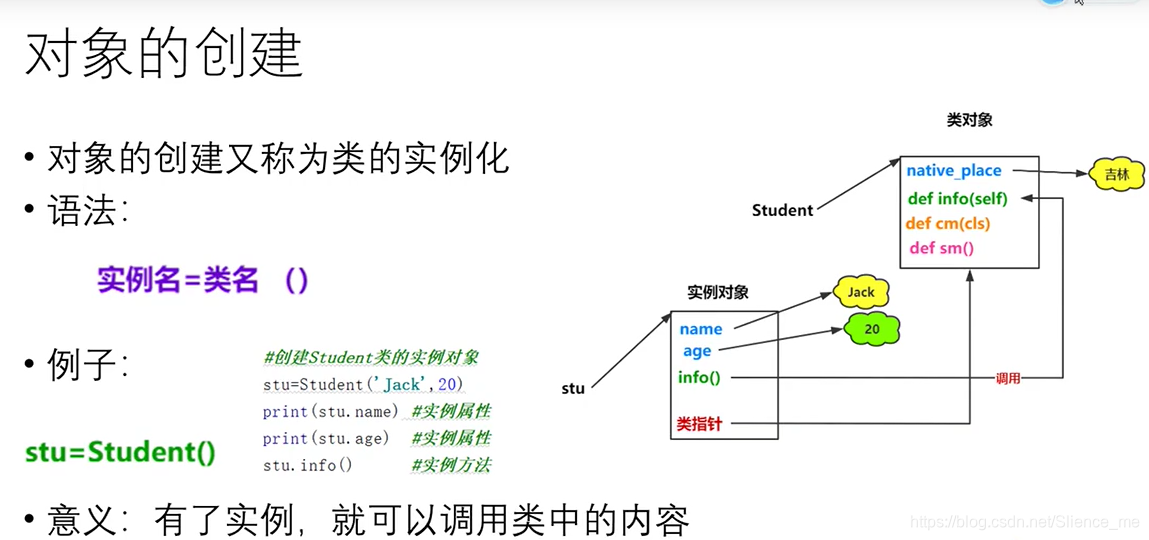 对象的创建
• 对象的创建又称为类的实例化
• 语法：
实例名=类名 ()
• 例子：
#创建Student类的实例对象
stu=Student('Jack',20)
print(stu.name) #实例属性
print(stu.age) #实例属性
stu.info() #实例方法
stu=Student()
• 意义：有了实例，就可以调用类中的内容
类对象
Student
native_place
吉林
def info(self)
def cm(cls)
def sm()
实例对象
stu
name
Jack
age
20
info()
调用
类指针
https://blog.csdn.net/Slience_me